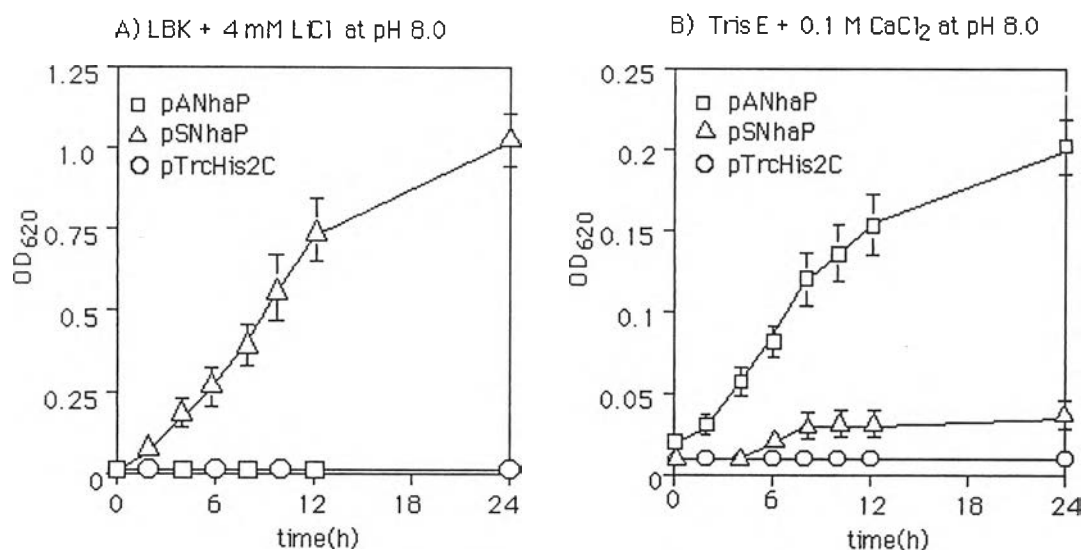 A) LBK + 4 mM LiCl at pH 8.0
1.25
1.0
0.75
0.5
0.25
0
OD620
pANhaP
pSNhaP
pTrcHis2C
0 6 12 18 24
time(h)
B) Tris E + 0.1 M CaCl2 at pH 8.0
0.25
0.2
0.15
0.1
0.05
0
OD620
pANhaP
pSNhaP
pTrcHis2C
0 6 12 18 24
time(h)